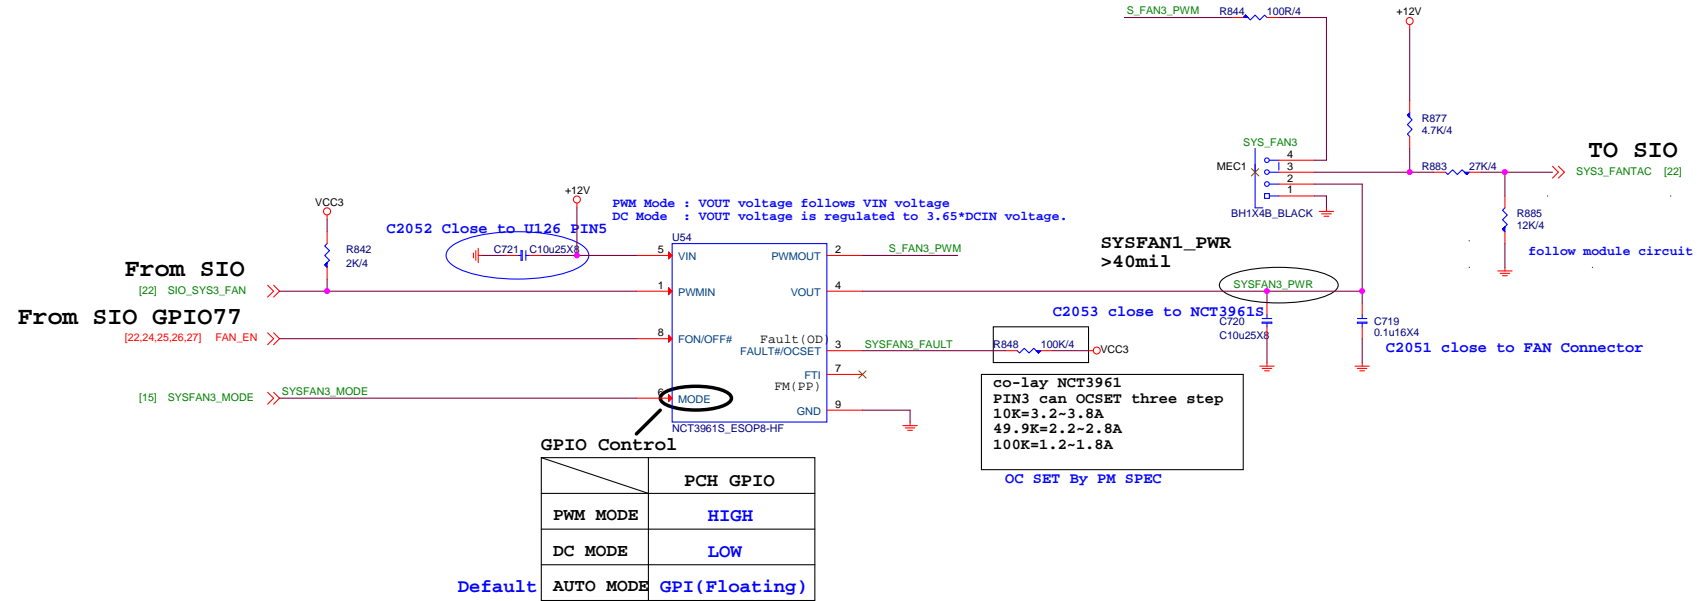 S_FAN3_PWM
R844 100R/4
+12V
R877
4.7K/4
SYS_FAN3
4
3
2
1
MEC1
BH1X4B_BLACK
R883 27K/4
TO SIO
SYS3_FANTAC [22]
R885
12K/4
follow module circuit
+12V
VCC3
PWM Mode : VOUT voltage follows VIN voltage
DC Mode : VOUT voltage is regulated to 3.65*DCIN voltage.
C2052 Close to U126 PIN5
R842
2K/4
C721 C10u25X8
U54
5 VIN
PWMOUT 2
S_FAN3_PWM
SYSFAN1_PWR
>40mil
From SIO
[22] SIO_SYS3_FAN
1 PWMIN
VOUT 4
SYSFAN3_PWR
From SIO GPIO77
[22,24,25,26,27] FAN_EN
8 FON/OFF#
Fault(OD)
FAULT#/OCSET 3
SYSFAN3_FAULT
R848 100K/4
VCC3
C2053 close to NCT3961S
C720
C10u25X8
C719
0.1u16X4
C2051 close to FAN Connector
FTI 7
FM(PP)
[15] SYSFAN3_MODE
SYSFAN3_MODE
6 MODE
GND 9
NCT3961S_ESOP8-HF
co-lay NCT3961
PIN3 can OCSET three step
10K=3.2~3.8A
49.9K=2.2~2.8A
100K=1.2~1.8A
OC SET By PM SPEC
GPIO Control
PCH GPIO
PWM MODE HIGH
DC MODE LOW
Default AUTO MODE GPI(Floating)